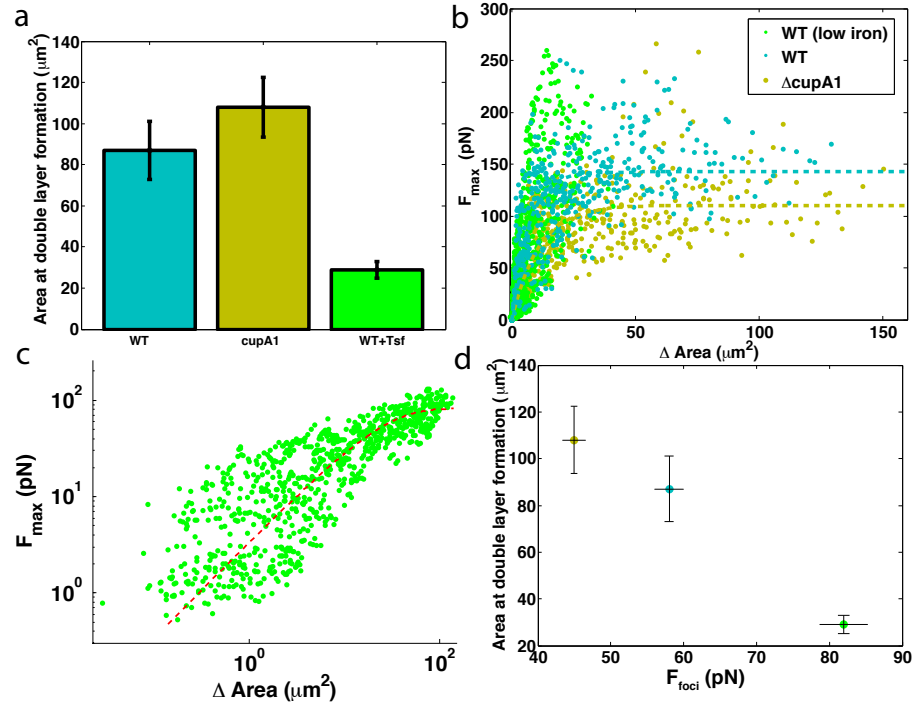 a
Area at double layer formation (μm²)
140
120
100
80
60
40
20
0
WT
cupA1
WT+Tsf
b
F_max (pN)
300
250
200
150
100
50
0
0
50
100
150
Δ Area (μm²)
WT (low iron)
WT
ΔcupA1
c
F_max (pN)
10²
10¹
10⁰
10⁰
10²
Δ Area (μm²)
d
Area at double layer formation (μm²)
140
120
100
80
60
40
20
40
50
60
70
80
90
F_foci (pN)